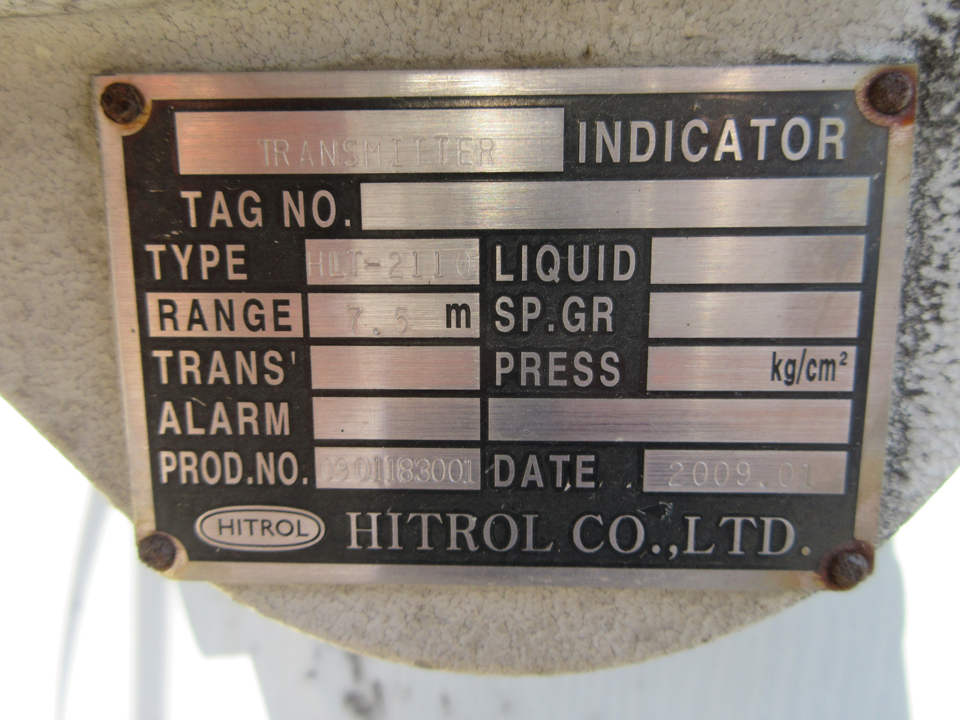 TRANSMITTER INDICATOR
TAG NO.
TYPE HLT-2110 LIQUID
RANGE 7.5 m SP.GR
TRANS' PRESS kg/cm²
ALARM
PROD.NO. DATE 2009.01
HITROL HITROL CO.,LTD.